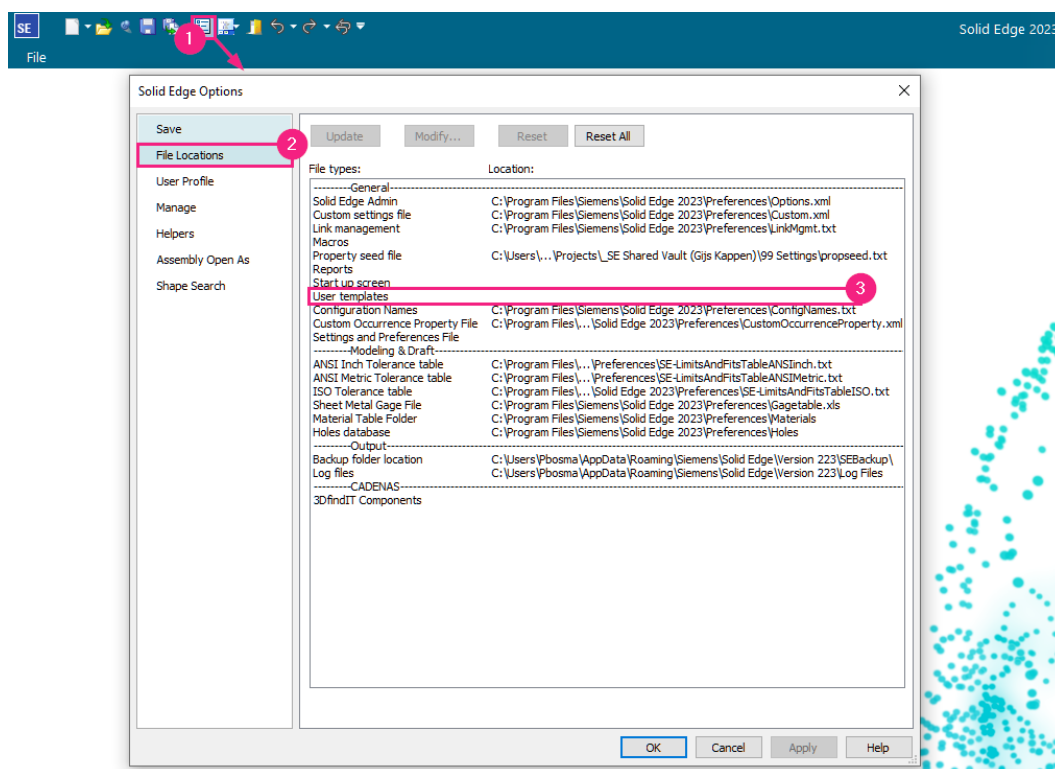 SE
Solid Edge 2023
1
File
Solid Edge Options
Save
File Locations
2
User Profile
Manage
Helpers
Assembly Open As
Shape Search
Update Modify... Reset Reset All
File types: Location:
---------General---------
Solid Edge Admin C:\Program Files\Siemens\Solid Edge 2023\Preferences\Options.xml
Custom settings file C:\Program Files\Siemens\Solid Edge 2023\Preferences\Custom.xml
Link management C:\Program Files\Siemens\Solid Edge 2023\Preferences\LinkMgmt.txt
Macros
Property seed file C:\Users\...\Projects\_SE Shared Vault (Gijs Kappen)\99 Settings\propseed.txt
Reports
Start up screen
User templates 3
Configuration Names C:\Program Files\Siemens\Solid Edge 2023\Preferences\ConfigNames.txt
Custom Occurrence Property File C:\Program Files\...\Solid Edge 2023\Preferences\CustomOccurrenceProperty.xml
Settings and Preferences File
---------Modeling & Draft---------
ANSI Inch Tolerance table C:\Program Files\...\Preferences\SE-LimitsAndFitsTableANSIInch.txt
ANSI Metric Tolerance table C:\Program Files\...\Preferences\SE-LimitsAndFitsTableANSIMetric.txt
ISO Tolerance table C:\Program Files\...\Solid Edge 2023\Preferences\SE-LimitsAndFitsTableISO.txt
Sheet Metal Gage File C:\Program Files\Siemens\Solid Edge 2023\Preferences\Gagetable.xls
Material Table Folder C:\Program Files\Siemens\Solid Edge 2023\Preferences\Materials
Holes database C:\Program Files\Siemens\Solid Edge 2023\Preferences\Holes
---------Output---------
Backup folder location C:\Users\Pbosma\AppData\Roaming\Siemens\Solid Edge\Version 223\SEBackup\
Log files C:\Users\Pbosma\AppData\Roaming\Siemens\Solid Edge\Version 223\Log Files
---------CADENAS---------
3DfindIT Components
OK Cancel Apply Help